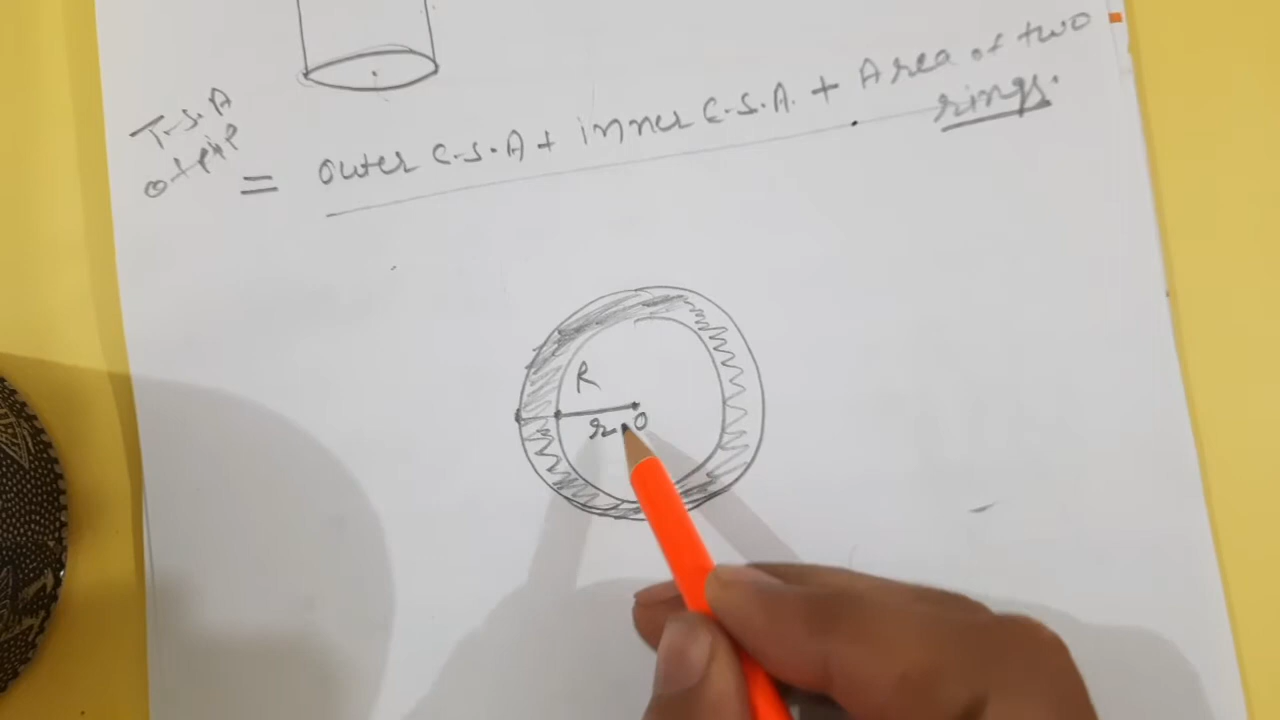 T.S.A
of pipe
= outer C.S.A + inner C.S.A. + Area of two
rings.
R
r O